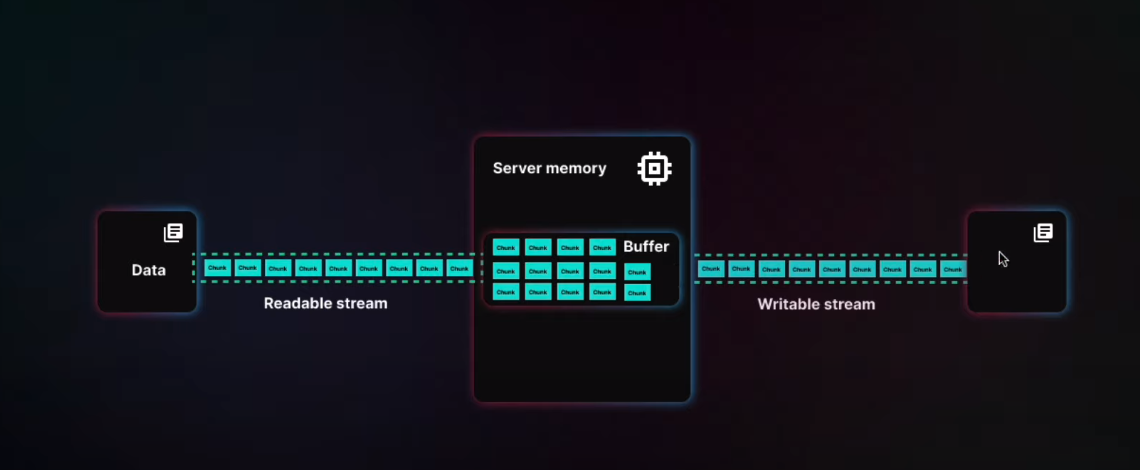 Server memory
Data
Chunk Chunk Chunk Chunk Chunk Chunk Chunk Chunk Chunk
Readable stream
Chunk Chunk Chunk Chunk Buffer
Chunk Chunk Chunk Chunk Chunk
Chunk Chunk Chunk Chunk Chunk
Chunk Chunk Chunk Chunk Chunk Chunk Chunk Chunk Chunk
Writable stream